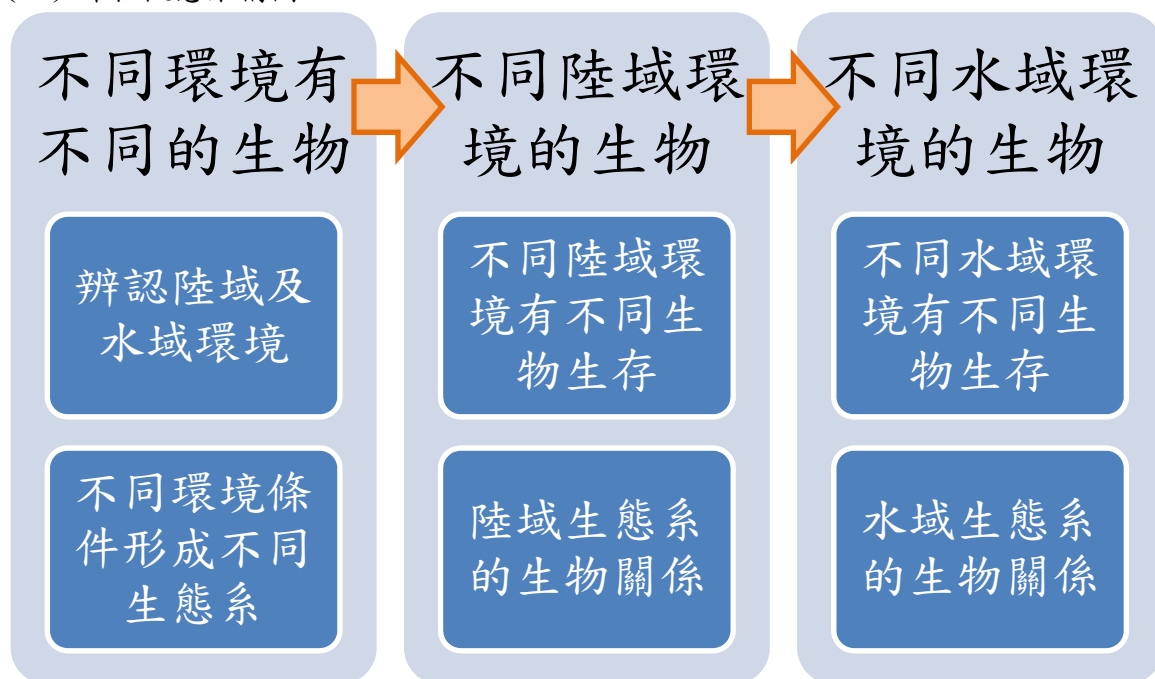 不同環境有
不同的生物
辨認陸域及
水域環境
不同環境條
件形成不同
生態系
不同陸域環
境的生物
不同陸域環
境有不同生
物生存
陸域生態系
的生物關係
不同水域環
境的生物
不同水域環
境有不同生
物生存
水域生態系
的生物關係